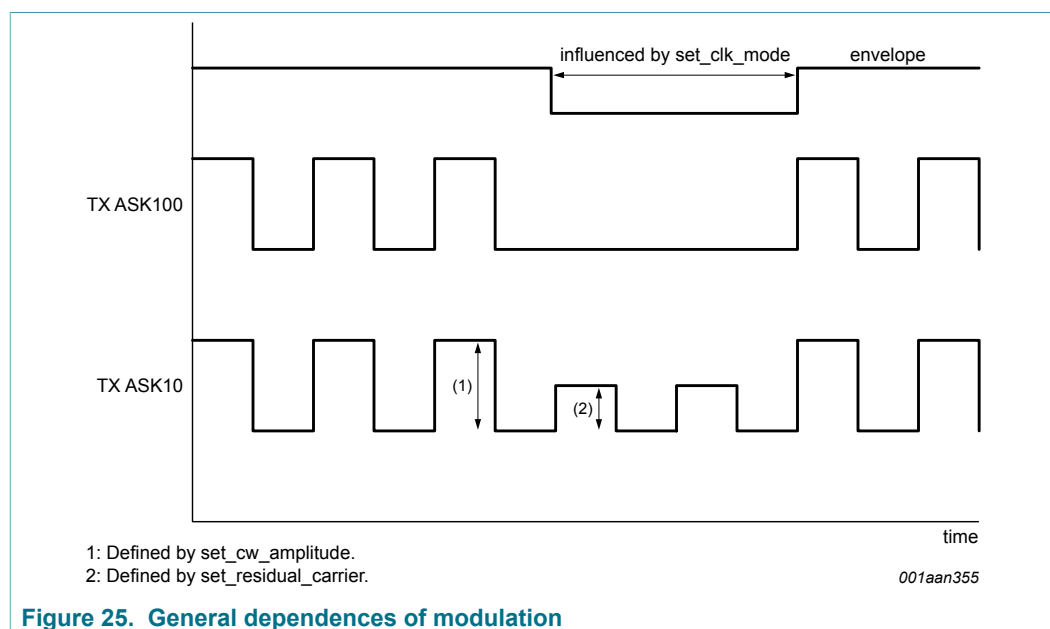 influenced by set_clk_mode
envelope
TX ASK100
TX ASK10
(1)
(2)
time
1: Defined by set_cw_amplitude.
2: Defined by set_residual_carrier.
001aan355
Figure 25. General dependences of modulation